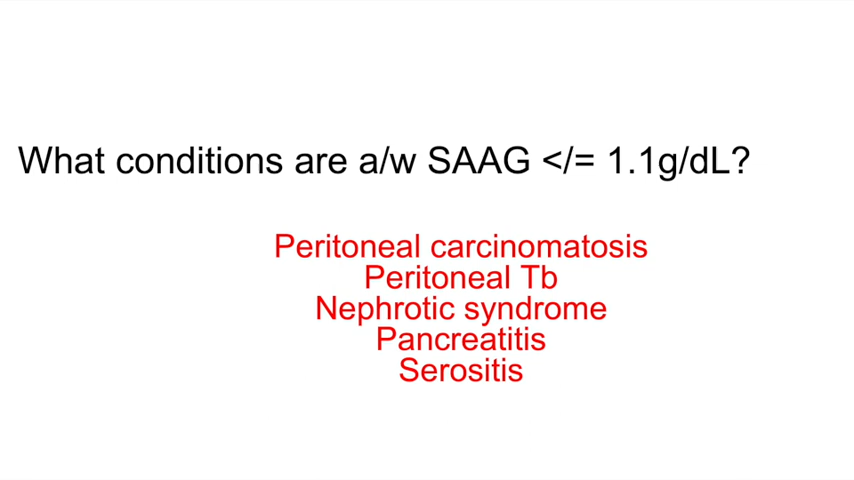 What conditions are a/w SAAG </= 1.1g/dL?
Peritoneal carcinomatosis
Peritoneal Tb
Nephrotic syndrome
Pancreatitis
Serositis